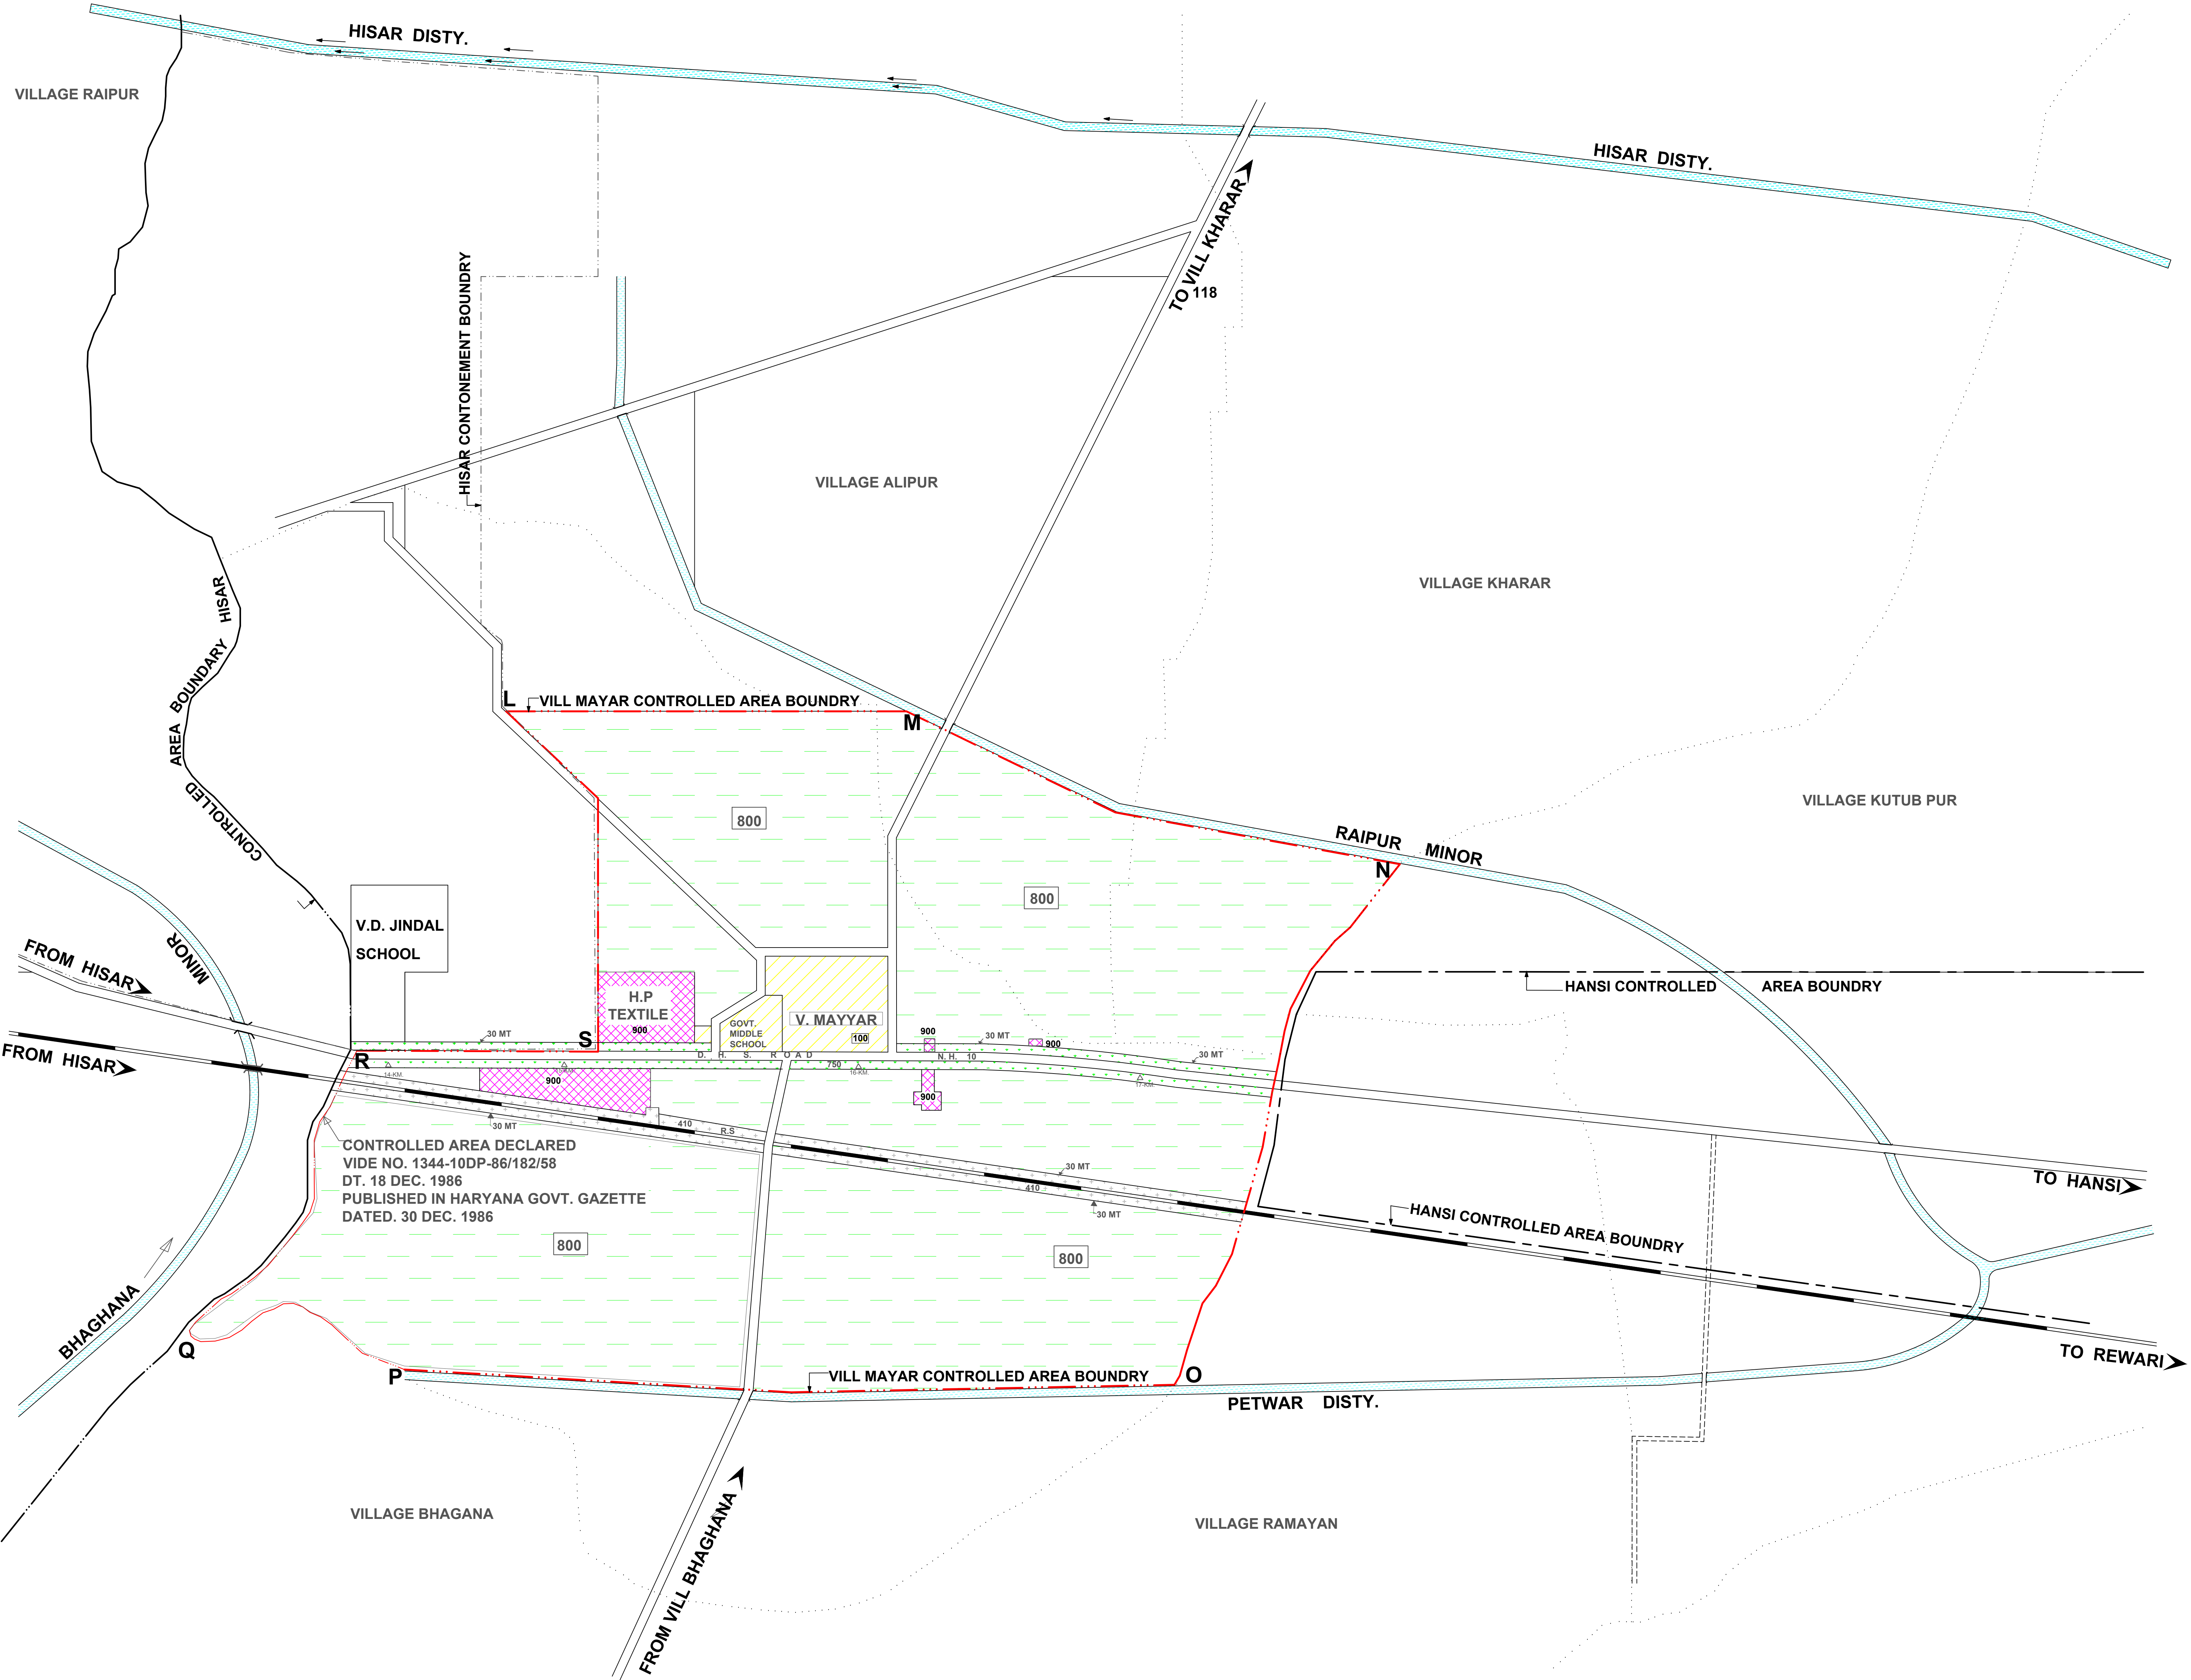 HISAR DISTY.
VILLAGE RAIPUR
HISAR DISTY.
TO VILL KHARAR
118
HISAR CONTONEMENT BOUNDRY
VILLAGE ALIPUR
VILLAGE KHARAR
CONTROLLED AREA BOUNDARY HISAR
L
VILL MAYAR CONTROLLED AREA BOUNDRY
M
VILLAGE KUTUB PUR
800
RAIPUR MINOR
N
800
V.D. JINDAL
SCHOOL
MINOR
FROM HISAR
HANSI CONTROLLED AREA BOUNDRY
H.P
TEXTILE
900
GOVT.
MIDDLE
SCHOOL
V. MAYYAR
100
30 MT
S
900
30 MT
900
30 MT
FROM HISAR
R
D. H. S. ROAD
N.H. 10
750
14-KM.
16-KM.
17-KM.
900
900
30 MT
410
R.S
CONTROLLED AREA DECLARED
VIDE NO. 1344-10DP-86/182/58
DT. 18 DEC. 1986
PUBLISHED IN HARYANA GOVT. GAZETTE
DATED. 30 DEC. 1986
30 MT
410
30 MT
TO HANSI
HANSI CONTROLLED AREA BOUNDRY
800
800
BHAGHANA
Q
P
VILL MAYAR CONTROLLED AREA BOUNDRY
O
TO REWARI
PETWAR DISTY.
VILLAGE BHAGANA
FROM VILL BHAGHANA
VILLAGE RAMAYAN